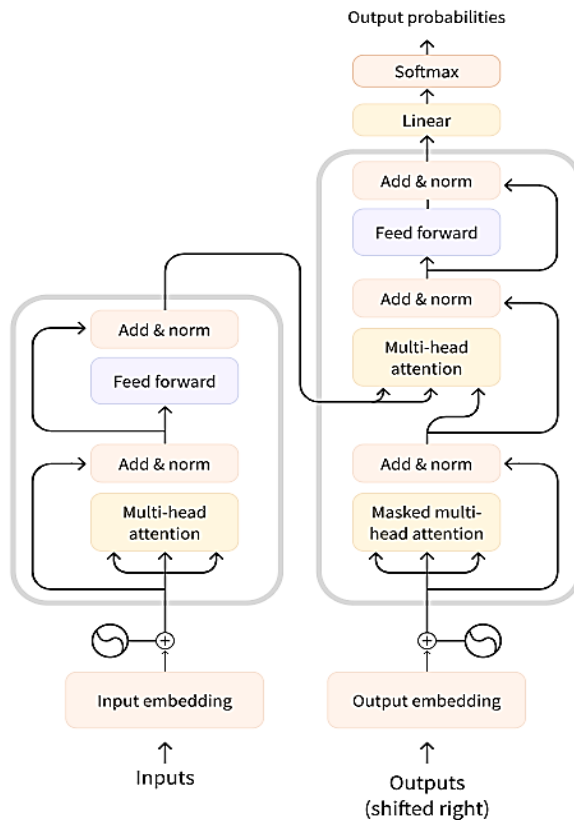 Output probabilities
Softmax
Linear
Add & norm
Feed forward
Add & norm
Multi-head
attention
Add & norm
Masked multi-
head attention
Add & norm
Feed forward
Add & norm
Multi-head
attention
Input embedding
Output embedding
Inputs
Outputs
(shifted right)